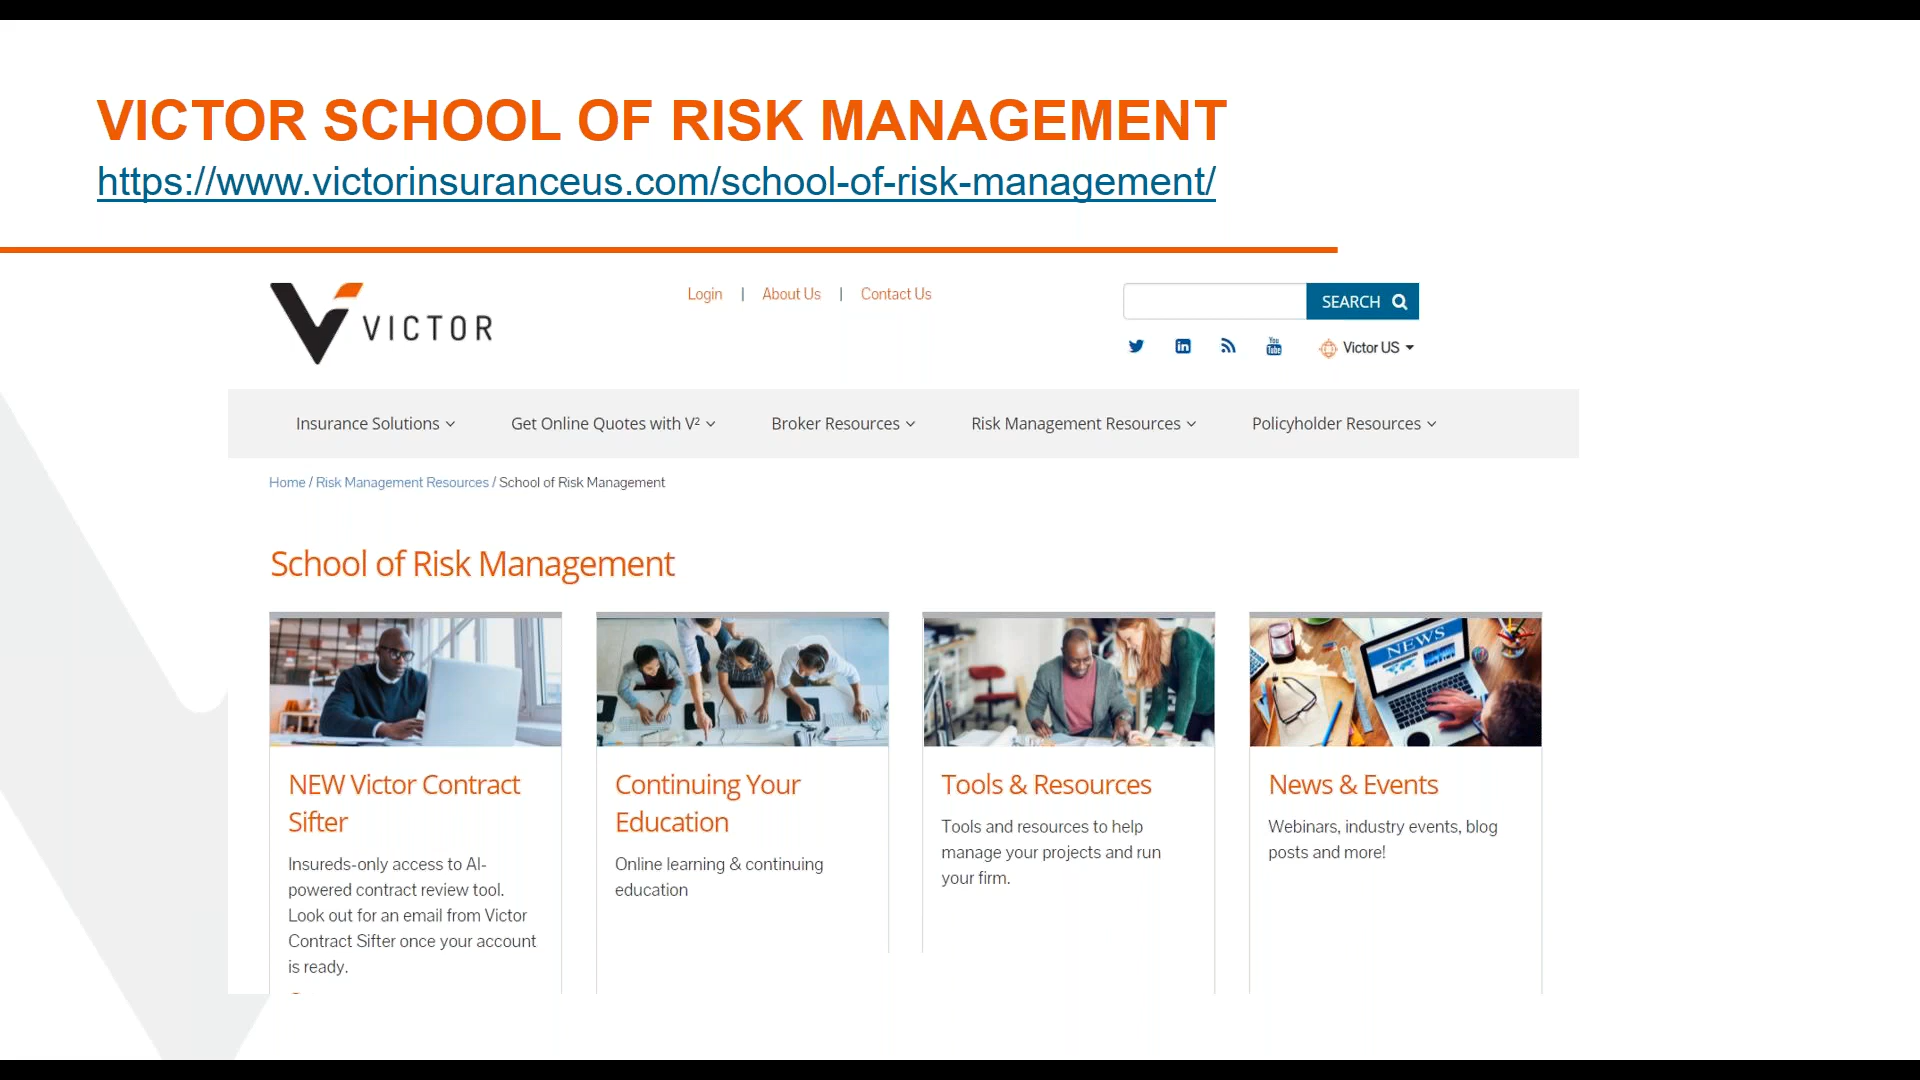 VICTOR SCHOOL OF RISK MANAGEMENT
https://www.victorinsuranceus.com/school-of-risk-management/
VICTOR
Login | About Us | Contact Us
SEARCH
You Tube
Victor US
Insurance Solutions
Get Online Quotes with V²
Broker Resources
Risk Management Resources
Policyholder Resources
Home / Risk Management Resources / School of Risk Management
School of Risk Management
NEWS
NEW Victor Contract
Sifter
Insureds-only access to AI-
powered contract review tool.
Look out for an email from Victor
Contract Sifter once your account
is ready.
Continuing Your
Education
Online learning & continuing
education
Tools & Resources
Tools and resources to help
manage your projects and run
your firm.
News & Events
Webinars, industry events, blog
posts and more!